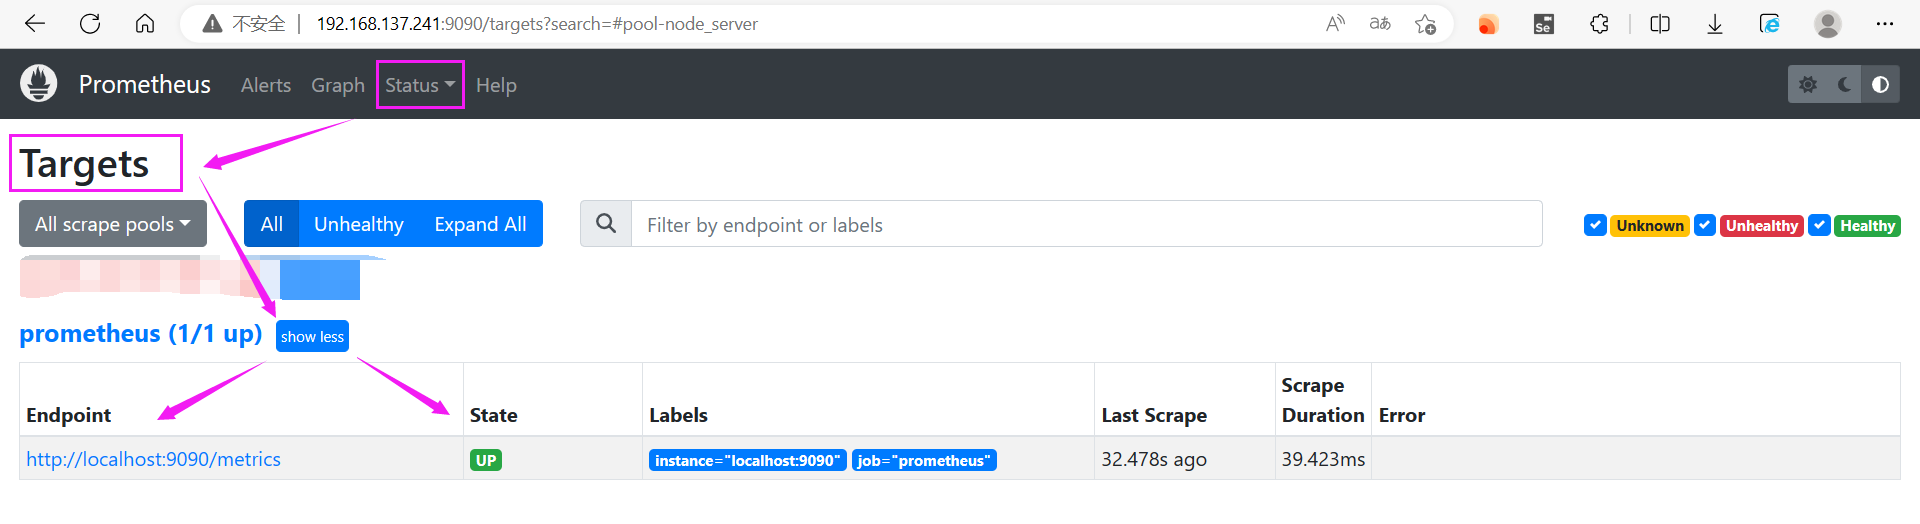 不安全 192.168.137.241:9090/targets?search=#pool-node_server
Prometheus Alerts Graph Status Help
Targets
All scrape pools All Unhealthy Expand All Filter by endpoint or labels Unknown Unhealthy Healthy
prometheus (1/1 up) show less
Endpoint State Labels Last Scrape Scrape Duration Error
http://localhost:9090/metrics UP instance="localhost:9090" job="prometheus" 32.478s ago 39.423ms